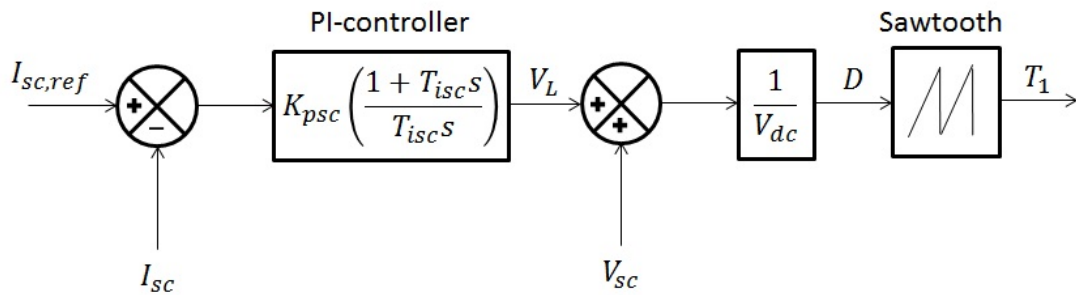 PI-controller
Sawtooth
I_{sc,ref}
+
−
K_{psc} \left( \frac{1 + T_{isc}s}{T_{isc}s} \right)
V_L
+
+
\frac{1}{V_{dc}}
D
T_1
I_{sc}
V_{sc}